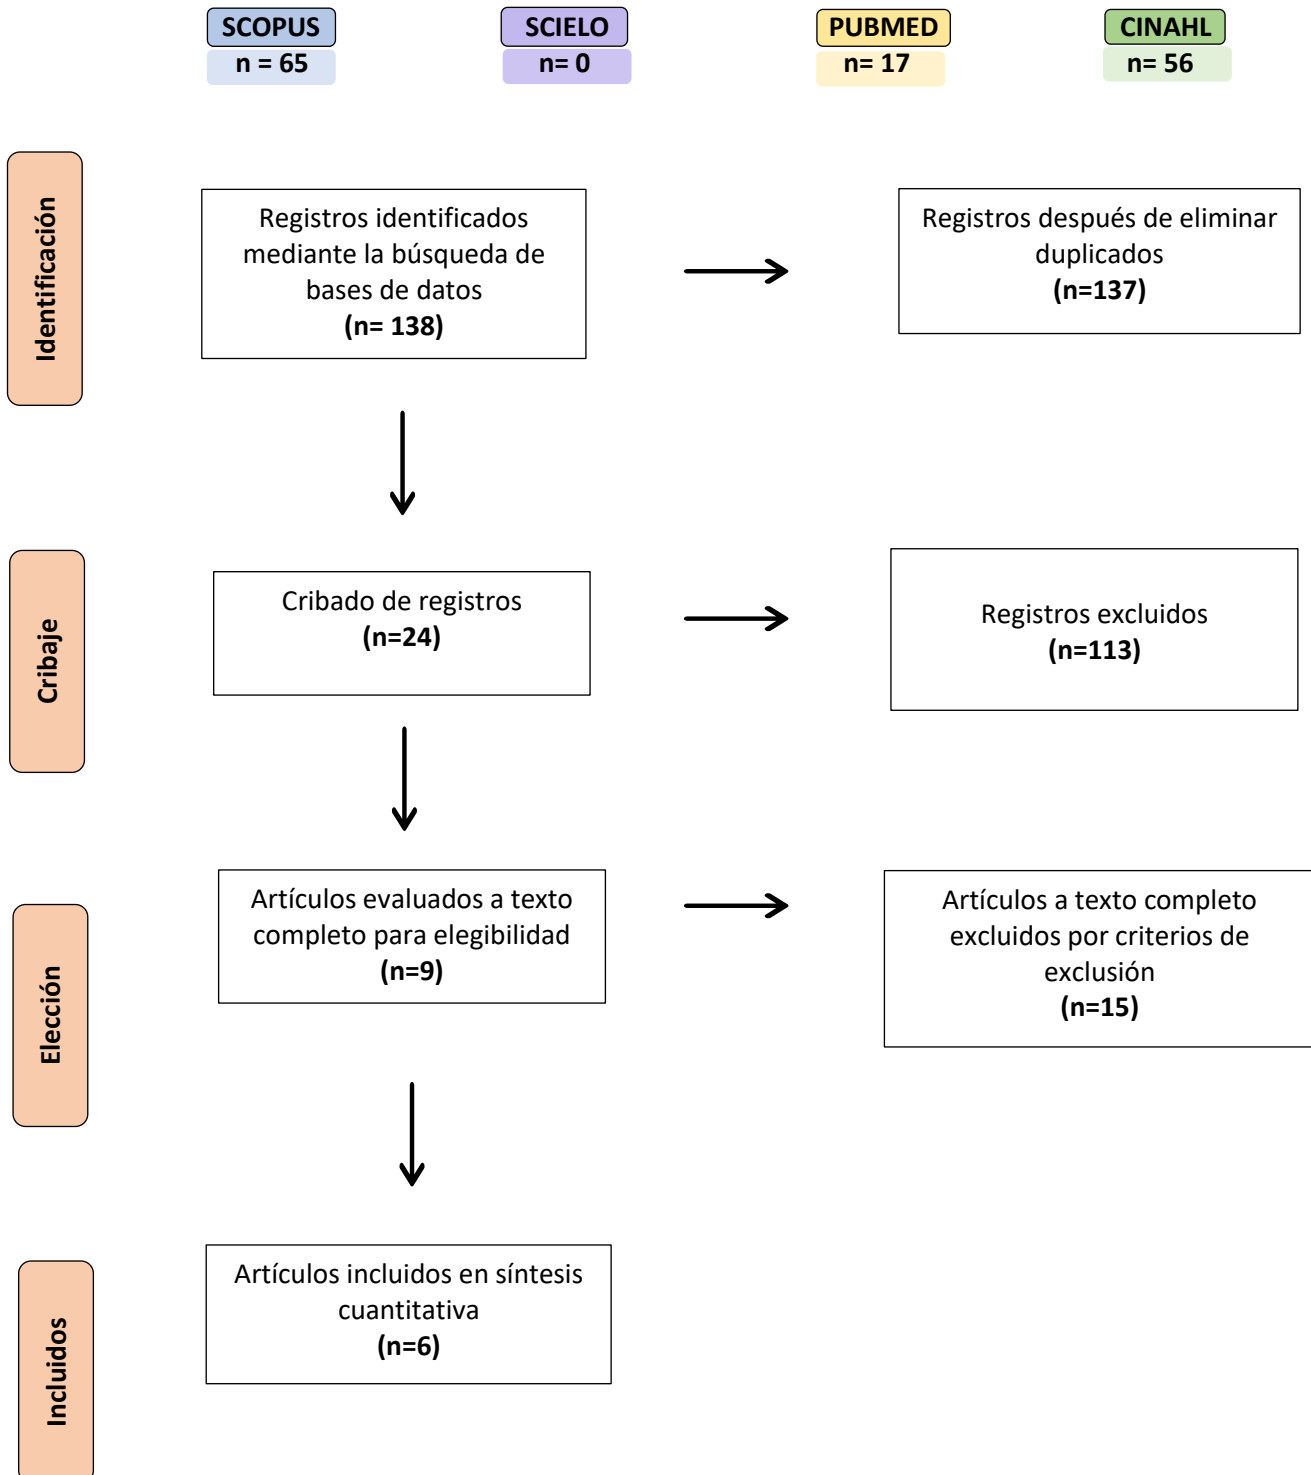 SCOPUS
n = 65
SCIELO
n= 0
PUBMED
n= 17
CINAHL
n= 56
Identificación
Registros identificados
mediante la búsqueda de
bases de datos
(n= 138)
Registros después de eliminar
duplicados
(n=137)
Cribaje
Cribado de registros
(n=24)
Registros excluidos
(n=113)
Elección
Artículos evaluados a texto
completo para elegibilidad
(n=9)
Artículos a texto completo
excluidos por criterios de
exclusión
(n=15)
Incluidos
Artículos incluidos en síntesis
cuantitativa
(n=6)